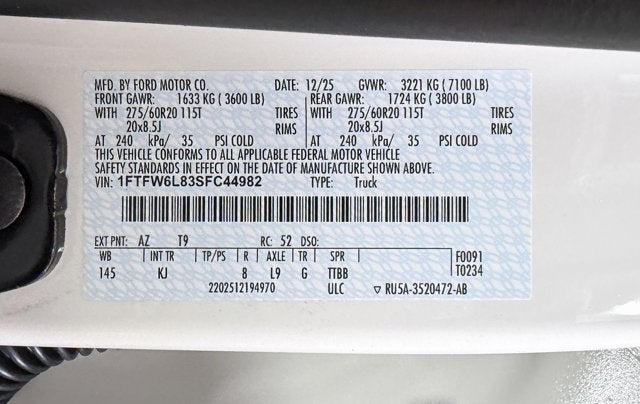 MFD. BY FORD MOTOR CO. DATE: 12/25 GVWR: 3221 KG ( 7100 LB)
FRONT GAWR: 1633 KG ( 3600 LB) REAR GAWR: 1724 KG ( 3800 LB)
WITH 275/60R20 115T TIRES WITH 275/60R20 115T TIRES
20x8.5J RIMS 20x8.5J RIMS
AT 240 kPa/ 35 PSI COLD AT 240 kPa/ 35 PSI COLD
THIS VEHICLE CONFORMS TO ALL APPLICABLE FEDERAL MOTOR VEHICLE
SAFETY STANDARDS IN EFFECT ON THE DATE OF MANUFACTURE SHOWN ABOVE.
VIN: 1FTFW6L83SFC44982 TYPE: Truck
EXT PNT: AZ T9 RC: 52 DSO:
WB INT TR TP/PS R AXLE TR SPR F0091
145 KJ 8 L9 G TTBB T0234
2202512194970 ULC ▽ RU5A-3520472-AB